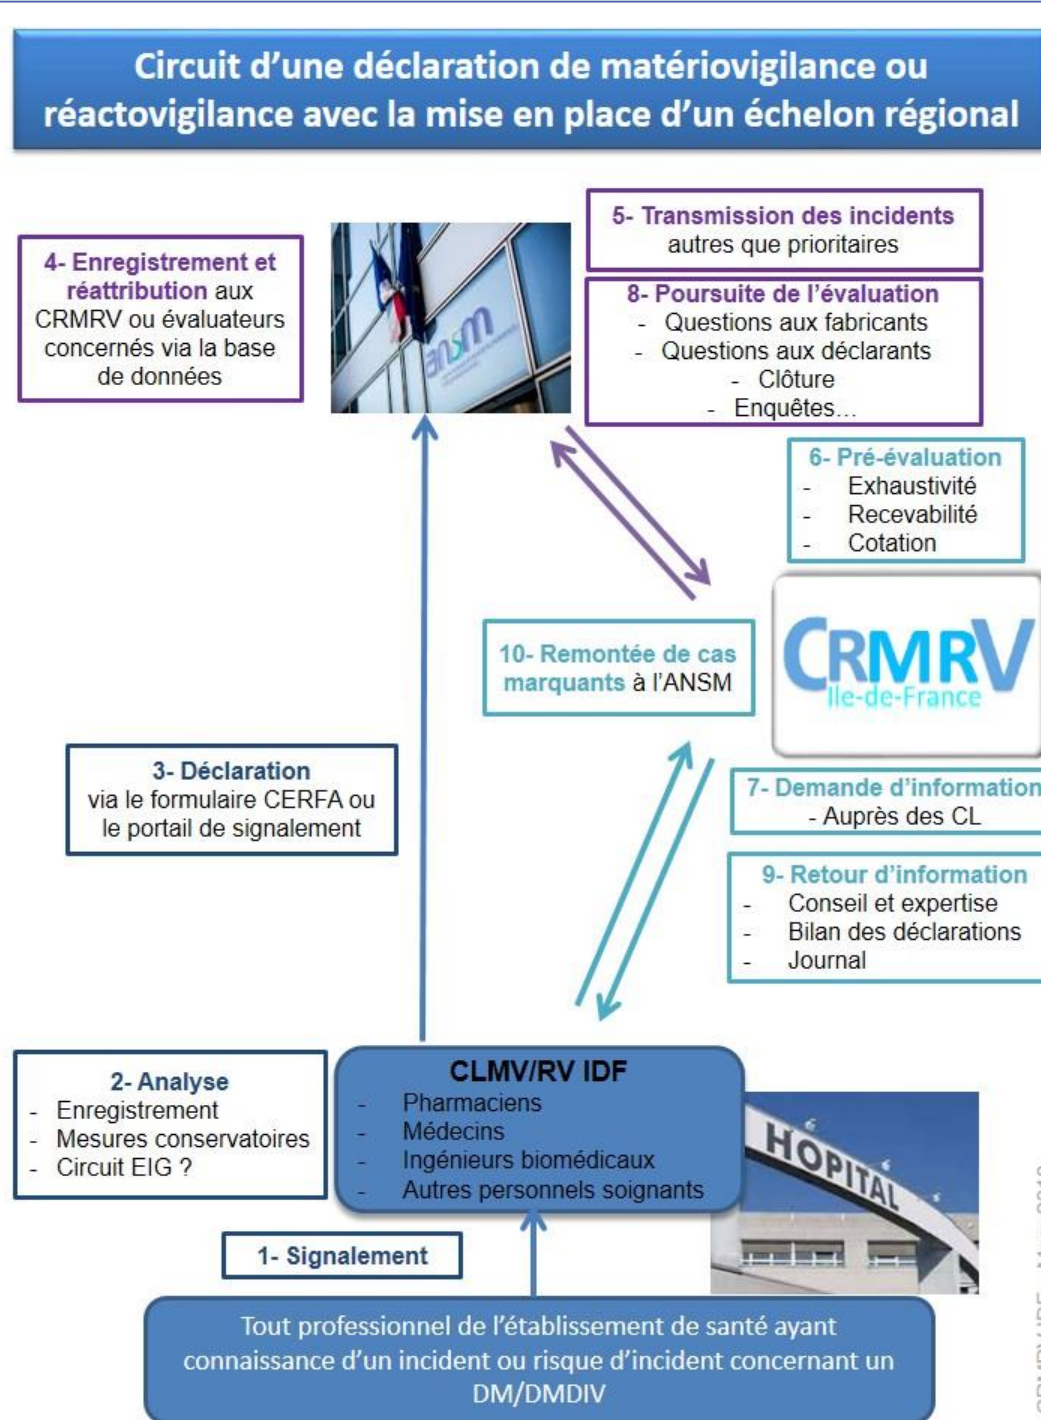 Circuit d'une déclaration de matériovigilance ou
réactovigilance avec la mise en place d'un échelon régional
4- Enregistrement et
réattribution aux
CRMRV ou évaluateurs
concernés via la base
de données
ansm
5- Transmission des incidents
autres que prioritaires
8- Poursuite de l'évaluation
- Questions aux fabricants
- Questions aux déclarants
- Clôture
- Enquêtes...
6- Pré-évaluation
- Exhaustivité
- Recevabilité
- Cotation
CRMRV
Ile-de-France
10- Remontée de cas
marquants à l'ANSM
3- Déclaration
via le formulaire CERFA ou
le portail de signalement
7- Demande d'information
- Auprès des CL
9- Retour d'information
- Conseil et expertise
- Bilan des déclarations
- Journal
2- Analyse
- Enregistrement
- Mesures conservatoires
- Circuit EIG ?
CLMV/RV IDF
- Pharmaciens
- Médecins
- Ingénieurs biomédicaux
- Autres personnels soignants
HOPITAL
1- Signalement
Tout professionnel de l'établissement de santé ayant
connaissance d'un incident ou risque d'incident concernant un
DM/DMDIV